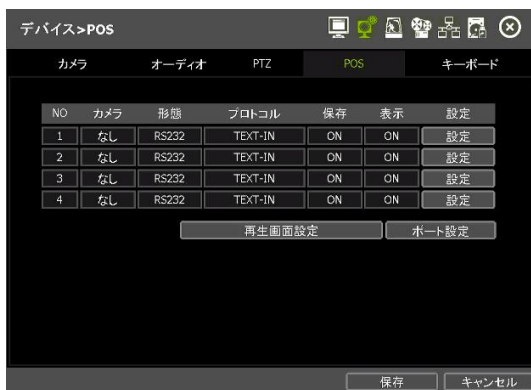 デバイス>POS
カメラ オーディオ PTZ POS キーボード
NO カメラ 形態 プロトコル 保存 表示 設定
1 なし RS232 TEXT-IN ON ON 設定
2 なし RS232 TEXT-IN ON ON 設定
3 なし RS232 TEXT-IN ON ON 設定
4 なし RS232 TEXT-IN ON ON 設定
再生画面設定 ポート設定
保存 キャンセル